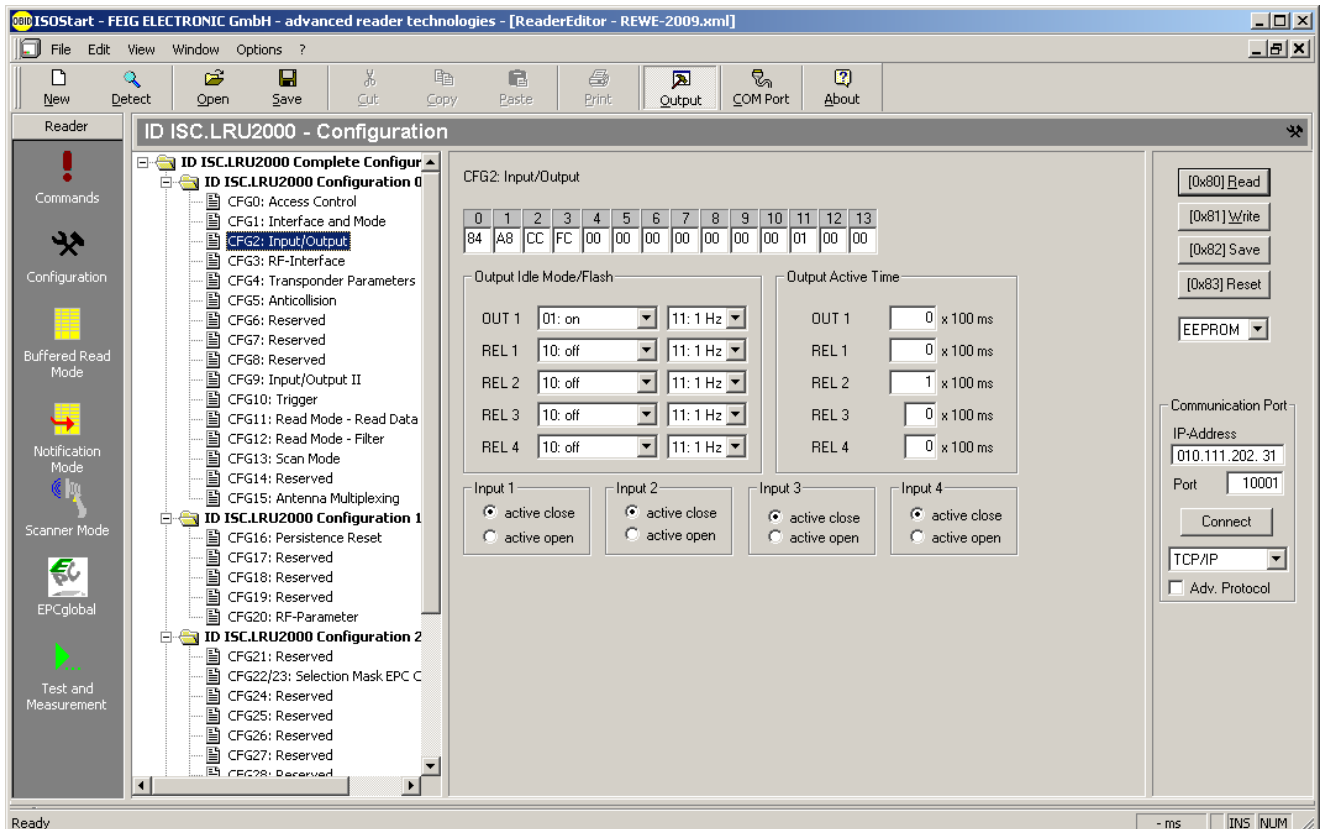 OBID ISOStart - FEIG ELECTRONIC GmbH - advanced reader technologies - [ReaderEditor - REWE-2009.xml]
File Edit View Window Options ?
New Detect Open Save Cut Copy Paste Print Output COM Port About
Reader
Commands
Configuration
Buffered Read
Mode
Notification
Mode
Scanner Mode
EPCglobal
Test and
Measurement
ID ISC.LRU2000 - Configuration
ID ISC.LRU2000 Complete Configur
ID ISC.LRU2000 Configuration 0
CFG0: Access Control
CFG1: Interface and Mode
CFG2: Input/Output
CFG3: RF-Interface
CFG4: Transponder Parameters
CFG5: Anticollision
CFG6: Reserved
CFG7: Reserved
CFG8: Reserved
CFG9: Input/Output II
CFG10: Trigger
CFG11: Read Mode - Read Data
CFG12: Read Mode - Filter
CFG13: Scan Mode
CFG14: Reserved
CFG15: Antenna Multiplexing
ID ISC.LRU2000 Configuration 1
CFG16: Persistence Reset
CFG17: Reserved
CFG18: Reserved
CFG19: Reserved
CFG20: RF-Parameter
ID ISC.LRU2000 Configuration 2
CFG21: Reserved
CFG22/23: Selection Mask EPC C
CFG24: Reserved
CFG25: Reserved
CFG26: Reserved
CFG27: Reserved
CFG28: Reserved
CFG2: Input/Output
0 1 2 3 4 5 6 7 8 9 10 11 12 13
84 A8 CC FC 00 00 00 00 00 00 00 01 00 00
Output Idle Mode/Flash
OUT 1 01: on 11: 1 Hz
REL 1 10: off 11: 1 Hz
REL 2 10: off 11: 1 Hz
REL 3 10: off 11: 1 Hz
REL 4 10: off 11: 1 Hz
Output Active Time
OUT 1 0 x 100 ms
REL 1 0 x 100 ms
REL 2 1 x 100 ms
REL 3 0 x 100 ms
REL 4 0 x 100 ms
Input 1
active close
active open
Input 2
active close
active open
Input 3
active close
active open
Input 4
active close
active open
[0x80] Read
[0x81] Write
[0x82] Save
[0x83] Reset
EEPROM
Communication Port
IP-Address
010.111.202. 31
Port 10001
Connect
TCP/IP
Adv. Protocol
Ready - ms INS NUM